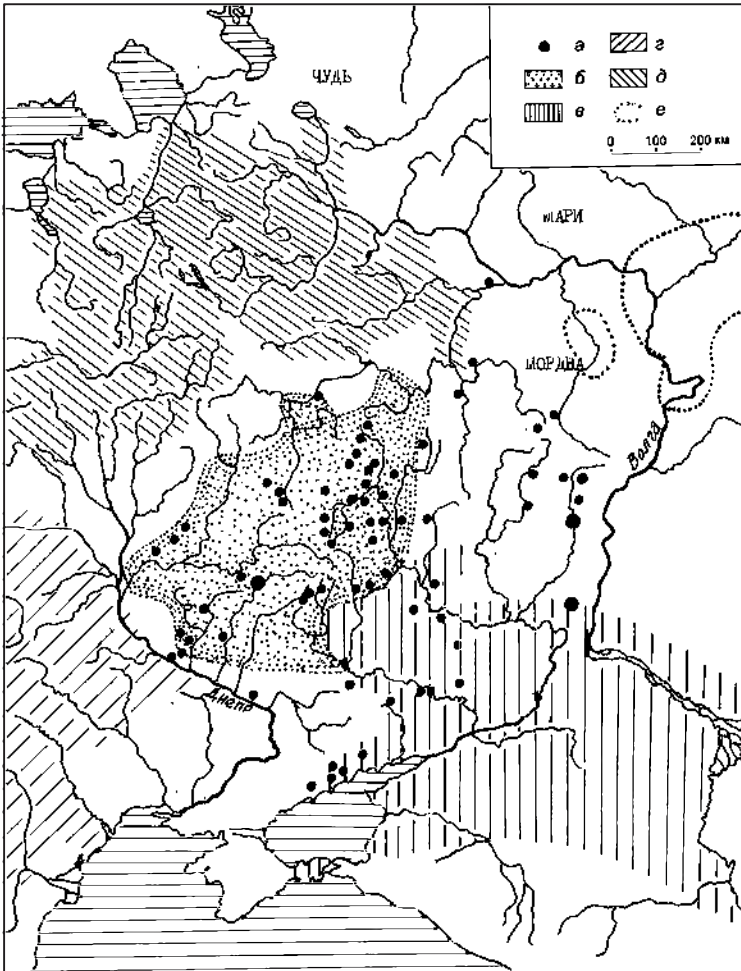 ЧУДЬ
а
г
б
д
в
е
0 100 200 км
МАРИ
МОРДВА
Волга
Днепр